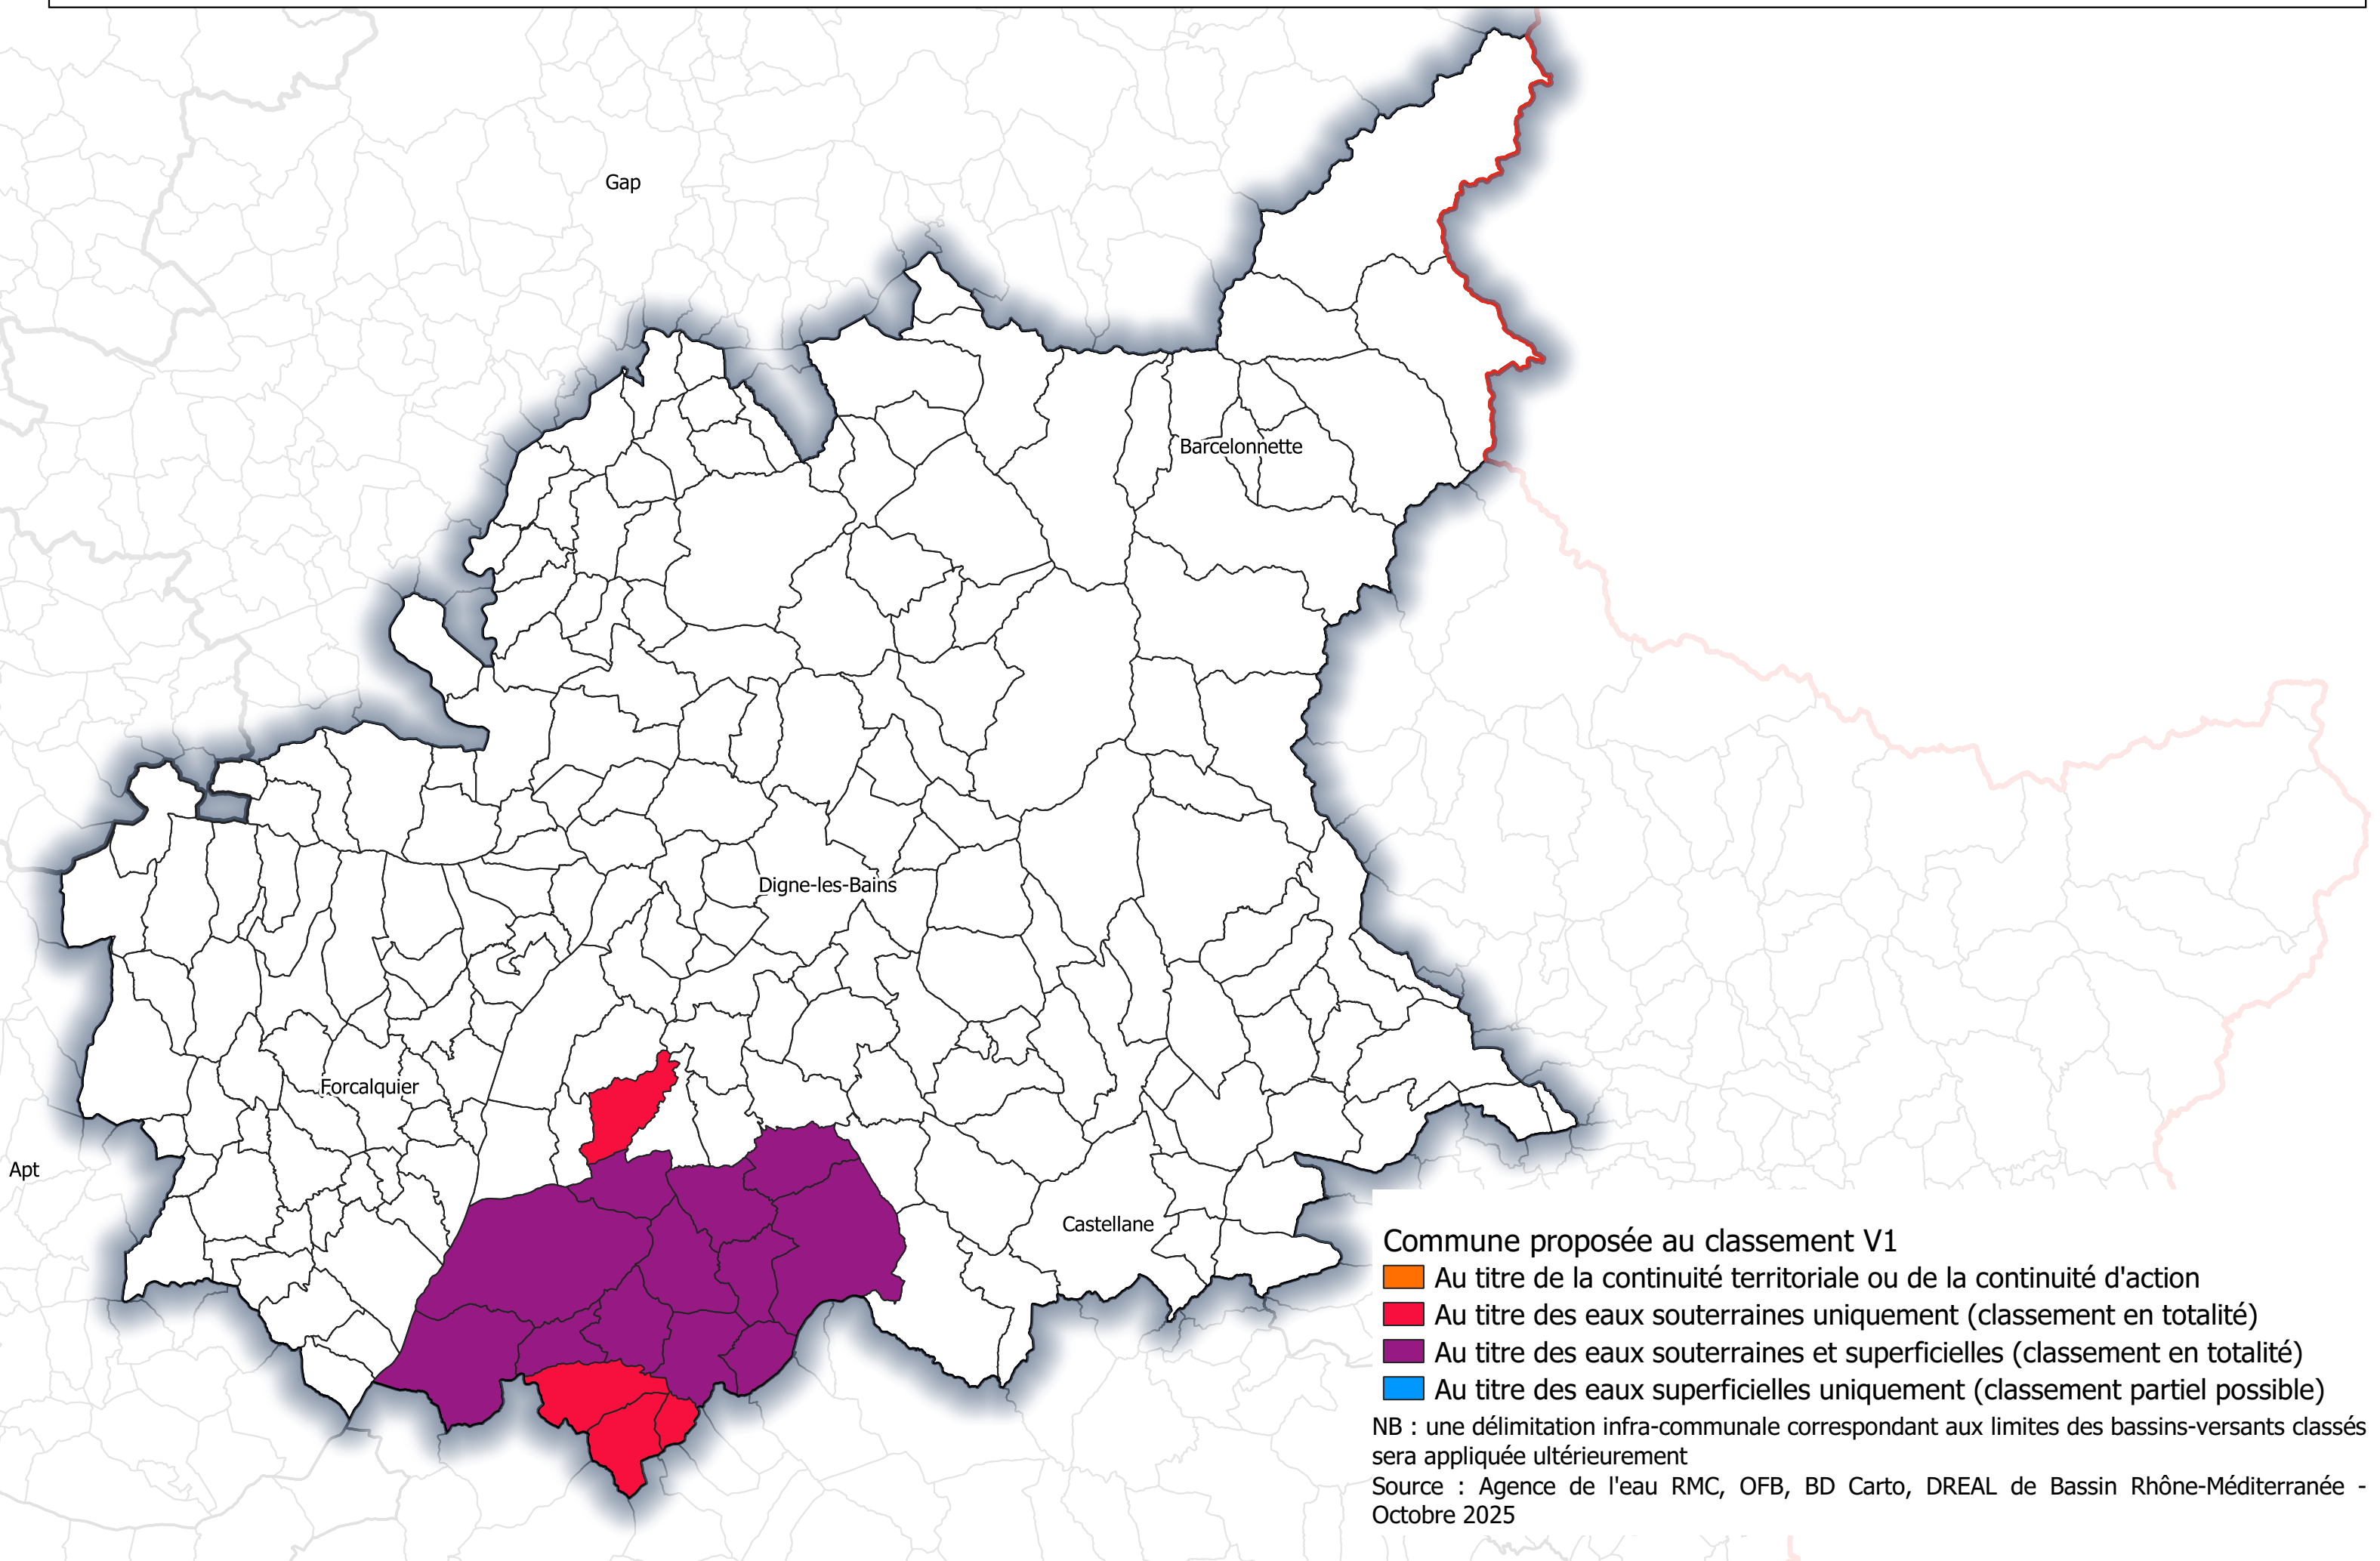 Gap
Barcelonnette
Digne-les-Bains
Forcalquier
Apt
Castellane
Commune proposée au classement V1
Au titre de la continuité territoriale ou de la continuité d'action
Au titre des eaux souterraines uniquement (classement en totalité)
Au titre des eaux souterraines et superficielles (classement en totalité)
Au titre des eaux superficielles uniquement (classement partiel possible)
NB : une délimitation infra-communale correspondant aux limites des bassins-versants classés
sera appliquée ultérieurement
Source : Agence de l'eau RMC, OFB, BD Carto, DREAL de Bassin Rhône-Méditerranée -
Octobre 2025